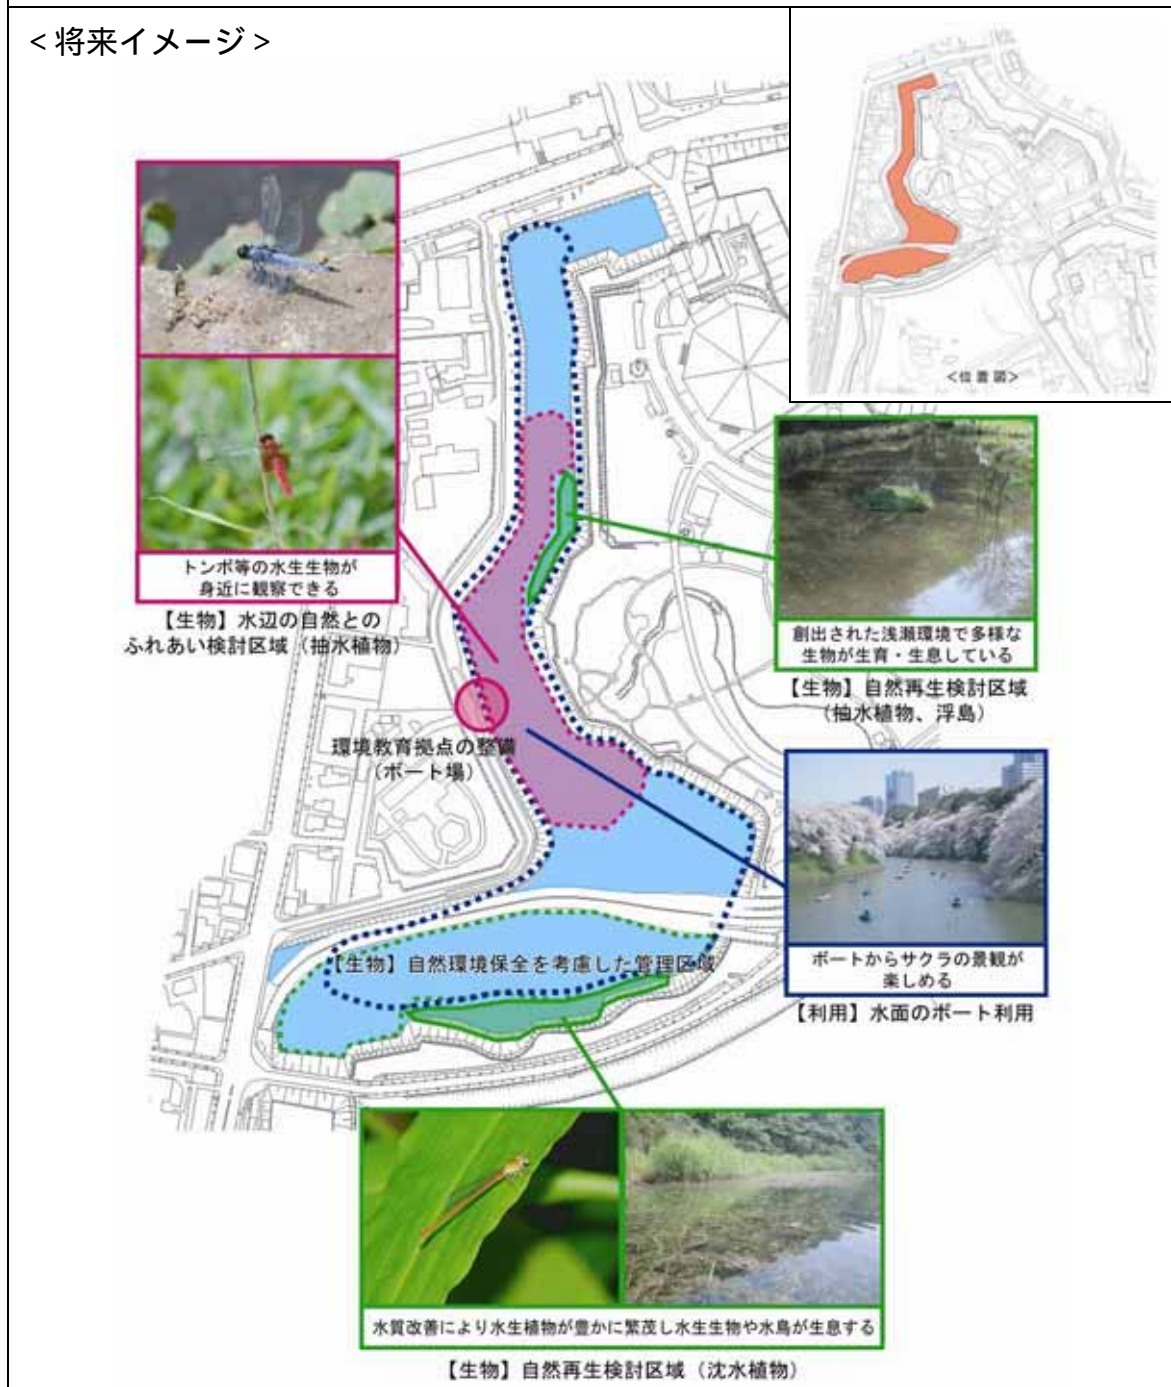 ＜将来イメージ＞
＜位置図＞
トンボ等の水生生物が
身近に観察できる
【生物】水辺の自然との
ふれあい検討区域（抽水植物）
創出された浅瀬環境で多様な
生物が生育・生息している
【生物】自然再生検討区域
（抽水植物、浮島）
環境教育拠点の整備
（ボート場）
ボートからサクラの景観が
楽しめる
【利用】水面のボート利用
【生物】自然環境保全を考慮した管理区域
水質改善により水生植物が豊かに繁茂し水生生物や水鳥が生息する
【生物】自然再生検討区域（沈水植物）